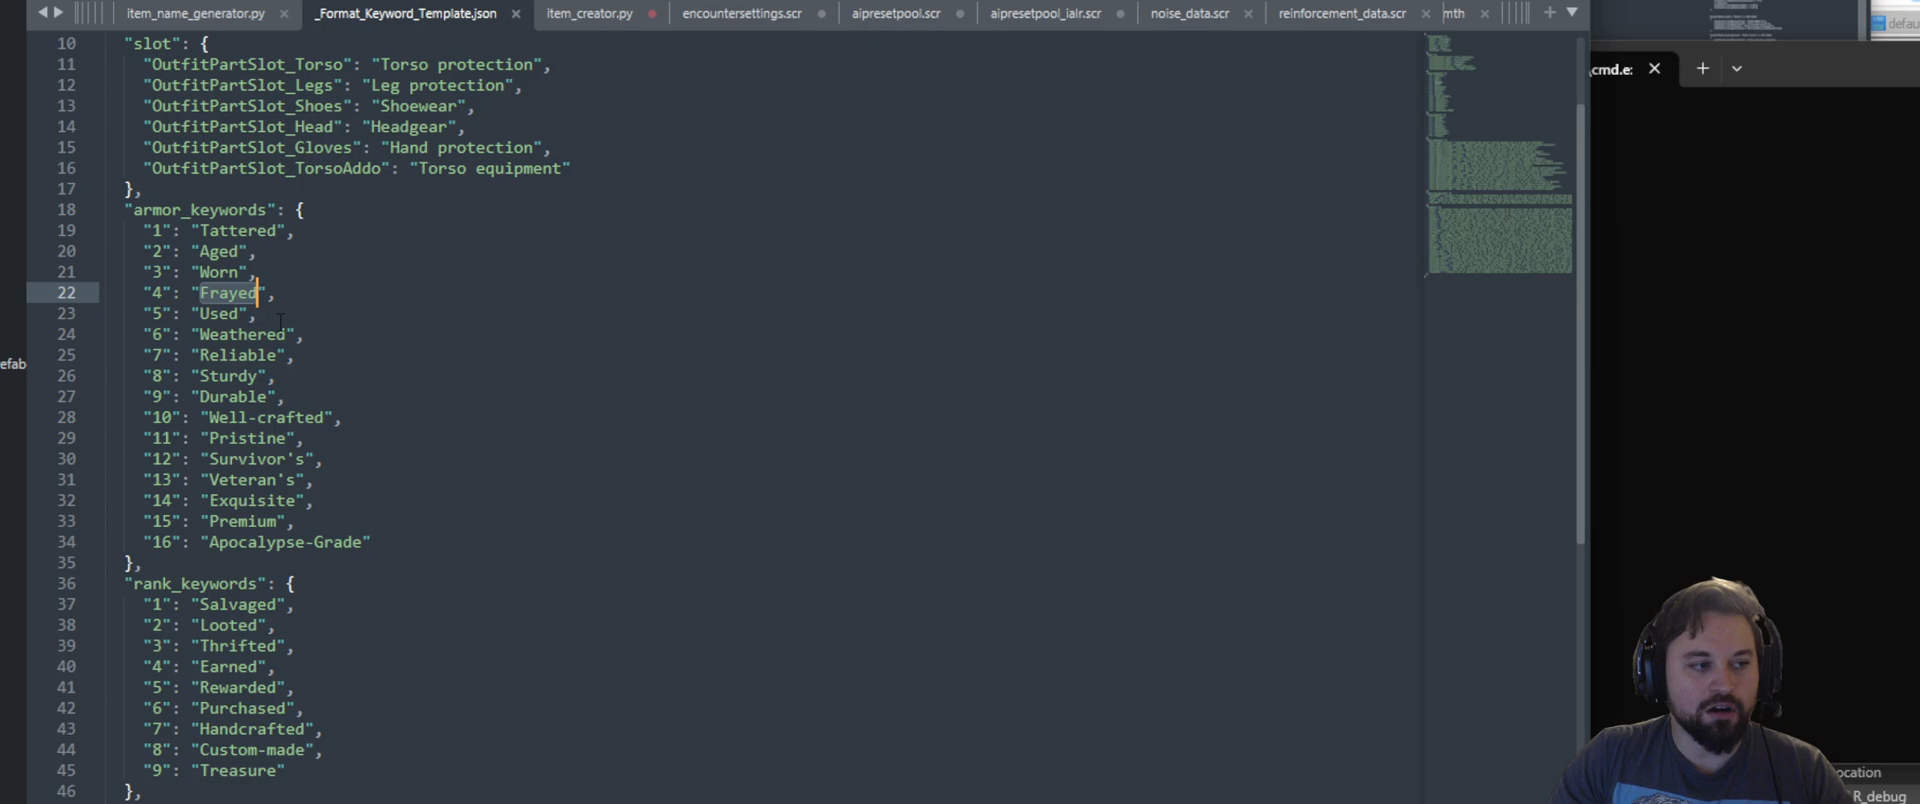 item_name_generator.py
_Format_Keyword_Template.json
item_creator.py
encountersettings.scr
aipresetpool.scr
aipresetpool_ialr.scr
noise_data.scr
reinforcement_data.scr
mth
10 "slot": {
11 "OutfitPartSlot_Torso": "Torso protection",
12 "OutfitPartSlot_Legs": "Leg protection",
13 "OutfitPartSlot_Shoes": "Shoewear",
14 "OutfitPartSlot_Head": "Headgear",
15 "OutfitPartSlot_Gloves": "Hand protection",
16 "OutfitPartSlot_TorsoAddo": "Torso equipment"
17 },
18 "armor_keywords": {
19 "1": "Tattered",
20 "2": "Aged",
21 "3": "Worn",
22 "4": "Frayed",
23 "5": "Used",
24 "6": "Weathered",
25 "7": "Reliable",
26 "8": "Sturdy",
27 "9": "Durable",
28 "10": "Well-crafted",
29 "11": "Pristine",
30 "12": "Survivor's",
31 "13": "Veteran's",
32 "14": "Exquisite",
33 "15": "Premium",
34 "16": "Apocalypse-Grade"
35 },
36 "rank_keywords": {
37 "1": "Salvaged",
38 "2": "Looted",
39 "3": "Thrifted",
40 "4": "Earned",
41 "5": "Rewarded",
42 "6": "Purchased",
43 "7": "Handcrafted",
44 "8": "Custom-made",
45 "9": "Treasure"
46 },
efab
defau
cmd.e:
ocation
R_debug